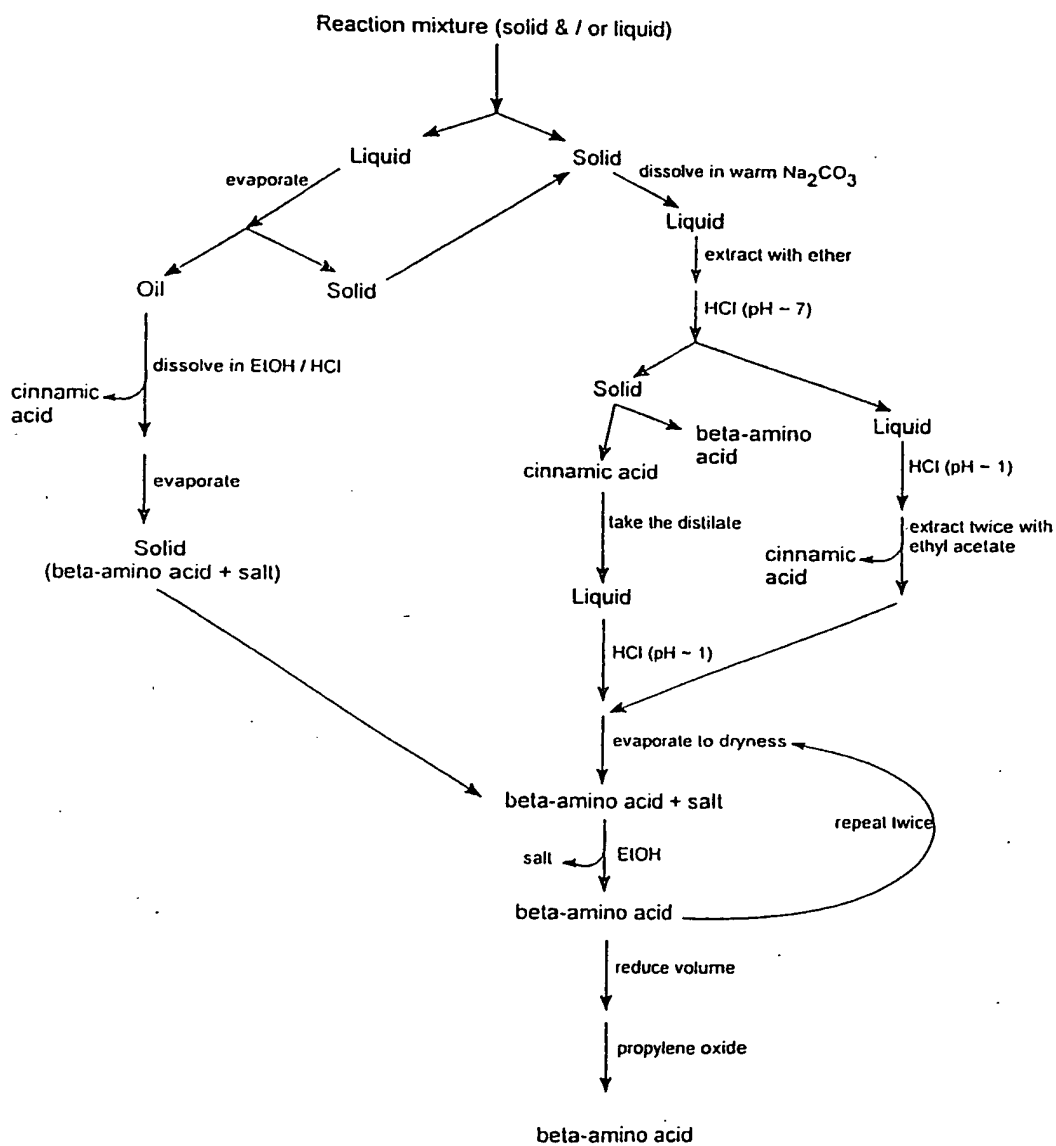 Reaction mixture (solid & / or liquid)
Liquid
Solid
dissolve in warm Na2CO3
evaporate
Liquid
extract with ether
Oil
Solid
HCl (pH ~ 7)
dissolve in EtOH / HCl
cinnamic
acid
Solid
beta-amino
acid
Liquid
cinnamic acid
HCl (pH ~ 1)
evaporate
take the distilate
extract twice with
ethyl acetate
Solid
(beta-amino acid + salt)
cinnamic
acid
Liquid
HCl (pH ~ 1)
evaporate to dryness
beta-amino acid + salt
repeat twice
salt
EtOH
beta-amino acid
reduce volume
propylene oxide
beta-amino acid